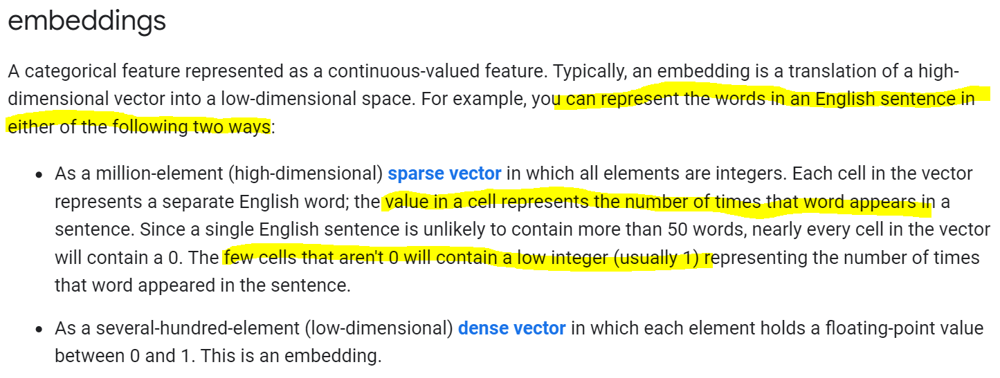 embeddings
A categorical feature represented as a continuous-valued feature. Typically, an embedding is a translation of a high-
dimensional vector into a low-dimensional space. For example, you can represent the words in an English sentence in
either of the following two ways:
• As a million-element (high-dimensional) sparse vector in which all elements are integers. Each cell in the vector
represents a separate English word; the value in a cell represents the number of times that word appears in a
sentence. Since a single English sentence is unlikely to contain more than 50 words, nearly every cell in the vector
will contain a 0. The few cells that aren't 0 will contain a low integer (usually 1) representing the number of times
that word appeared in the sentence.
• As a several-hundred-element (low-dimensional) dense vector in which each element holds a floating-point value
between 0 and 1. This is an embedding.